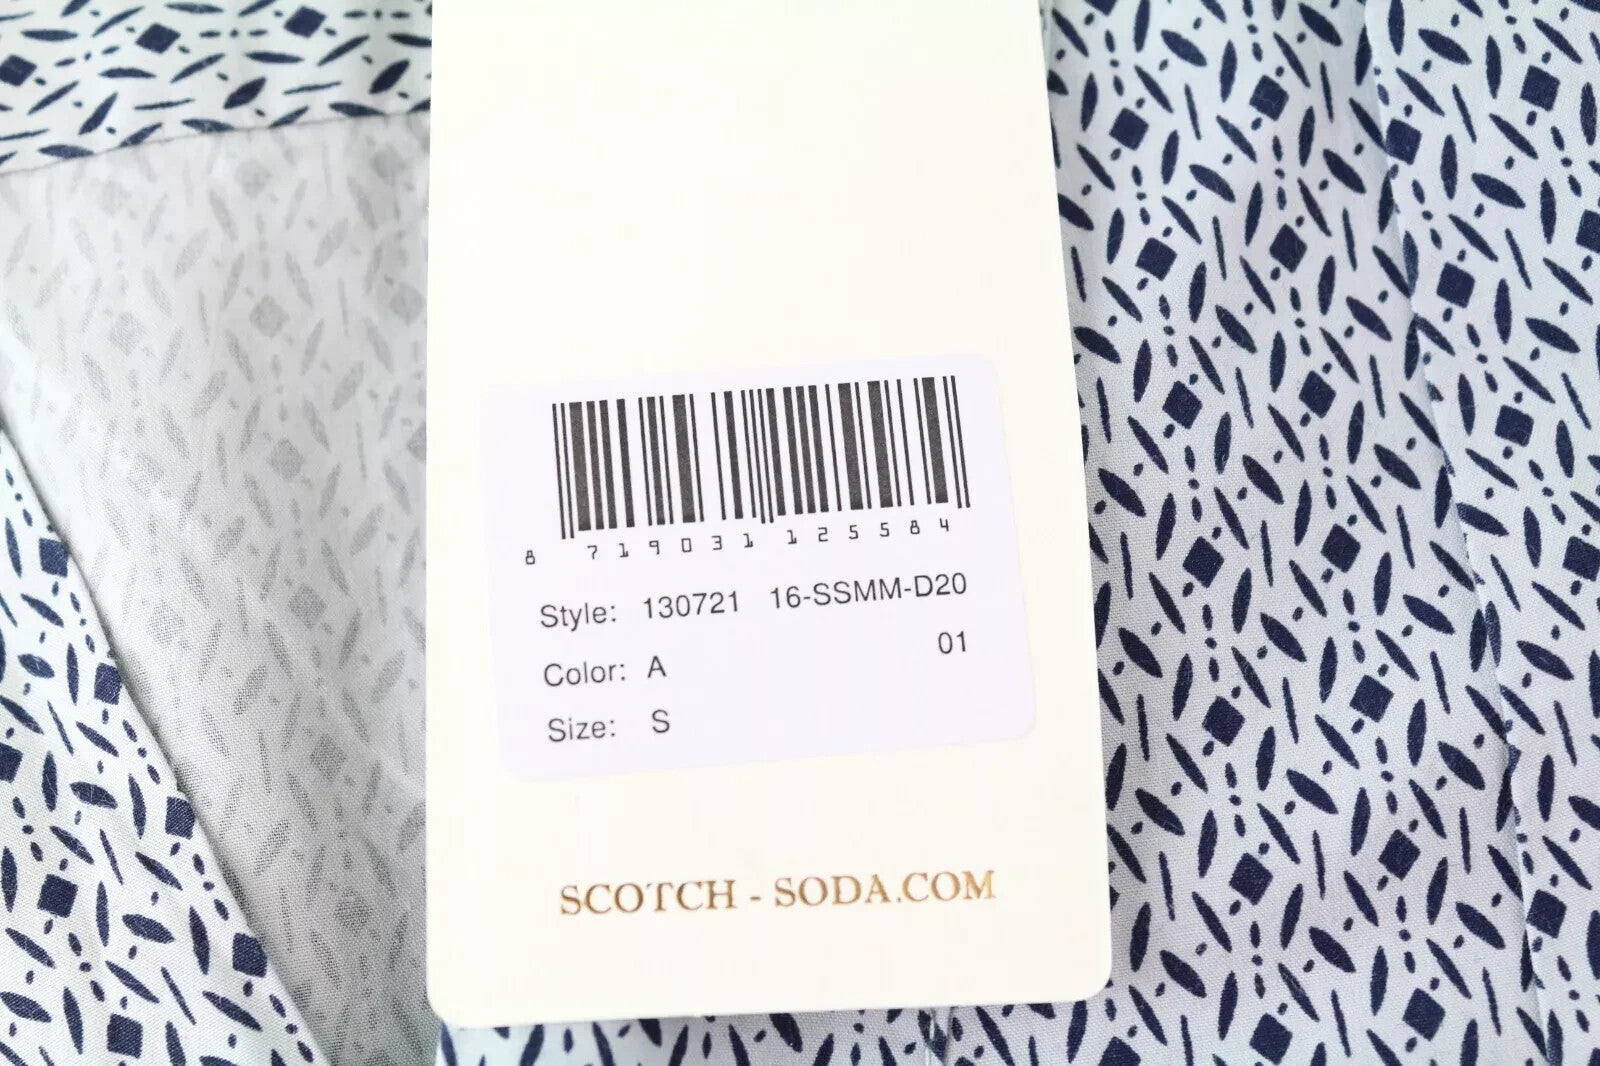 8 719031 125584
Style: 130721 16-SSMM-D20
Color: A 01
Size: S
SCOTCH - SODA.COM